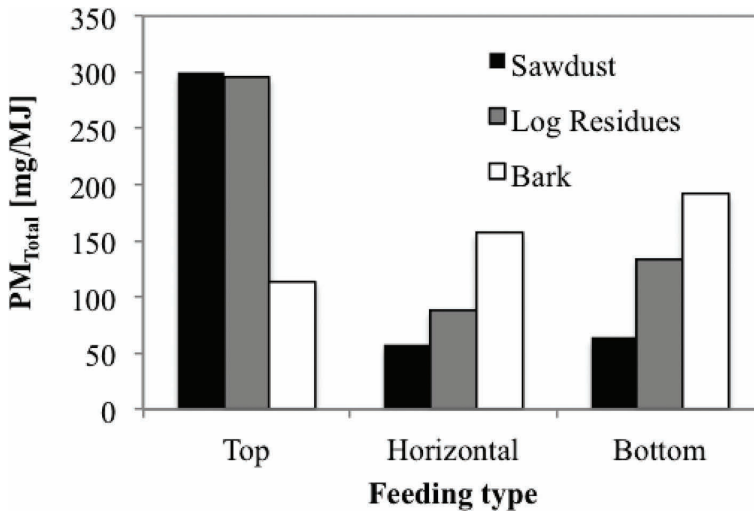 PM_Total [mg/MJ]
350
300
250
200
150
100
50
0
Sawdust
Log Residues
Bark
Top
Horizontal
Bottom
Feeding type